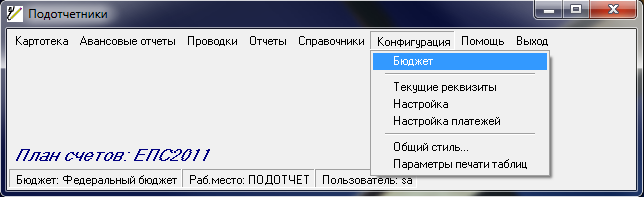 Подотчетники
Картотека Авансовые отчеты Проводки Отчеты Справочники Конфигурация Помощь Выход
Бюджет
Текущие реквизиты
Настройка
Настройка платежей
Общий стиль...
Параметры печати таблиц
План счетов: ЕПС2011
Бюджет: Федеральный бюджет Раб.место: ПОДОТЧЕТ Пользователь: sa